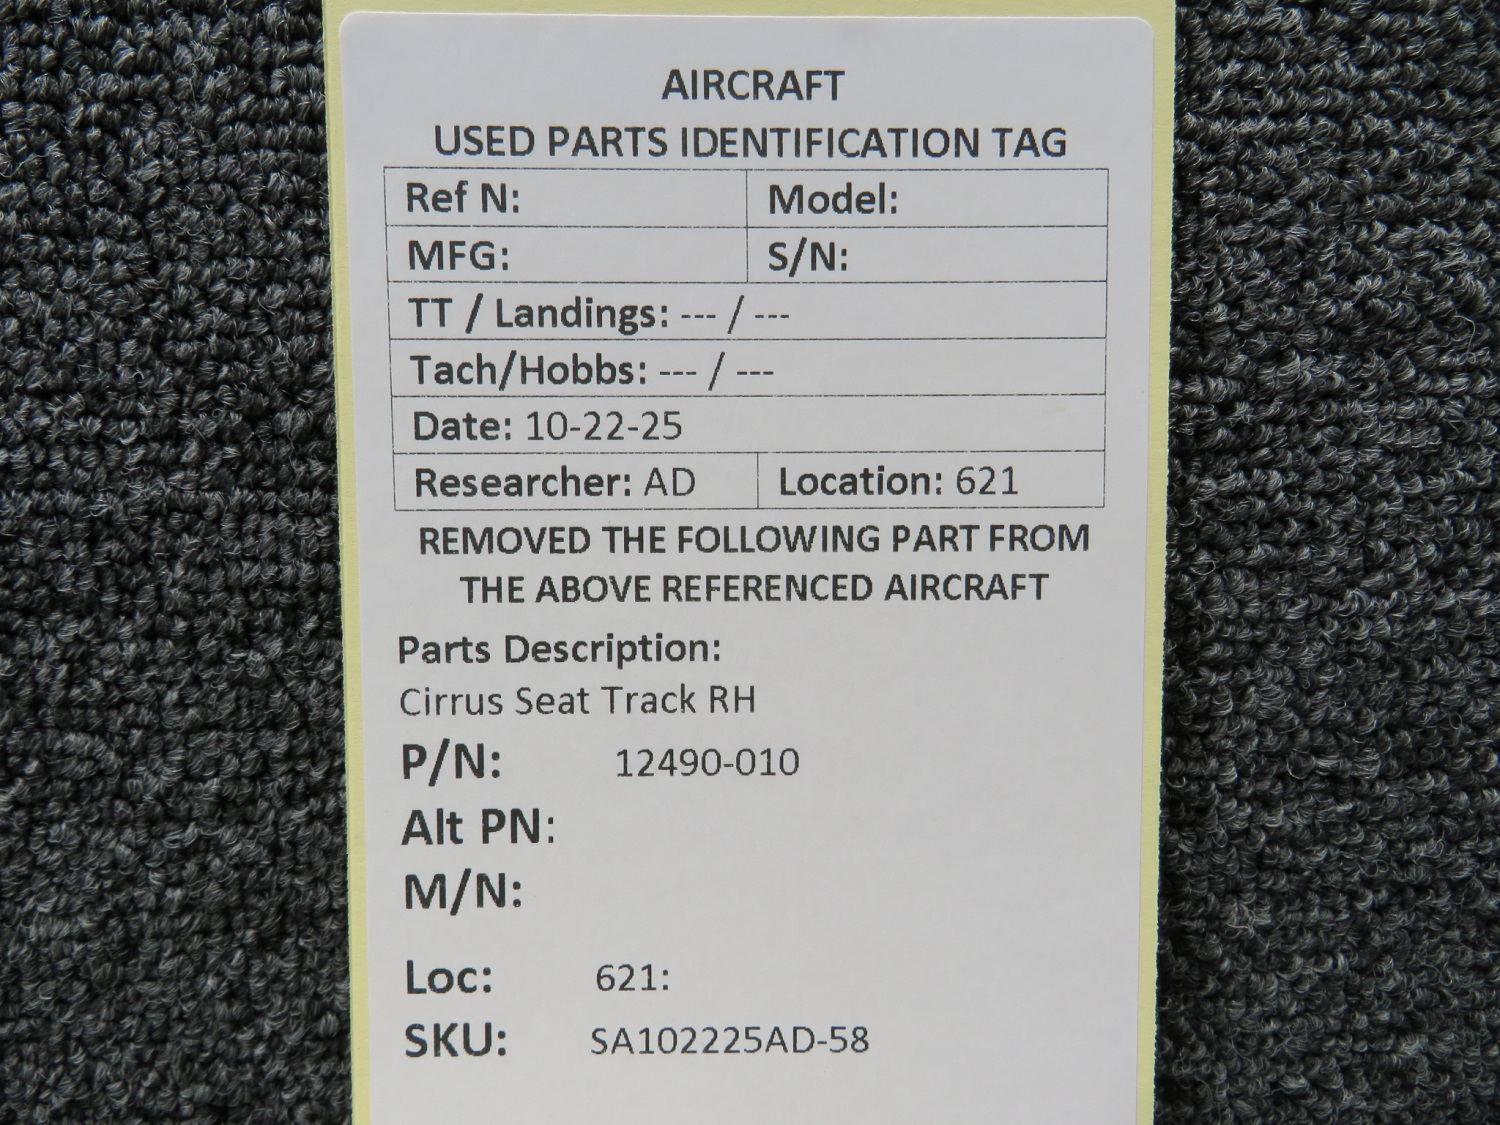 AIRCRAFT
USED PARTS IDENTIFICATION TAG
Ref N: Model:
MFG: S/N:
TT / Landings: --- / ---
Tach/Hobbs: --- / ---
Date: 10-22-25
Researcher: AD Location: 621
REMOVED THE FOLLOWING PART FROM
THE ABOVE REFERENCED AIRCRAFT
Parts Description:
Cirrus Seat Track RH
P/N: 12490-010
Alt PN:
M/N:
Loc: 621:
SKU: SA102225AD-58